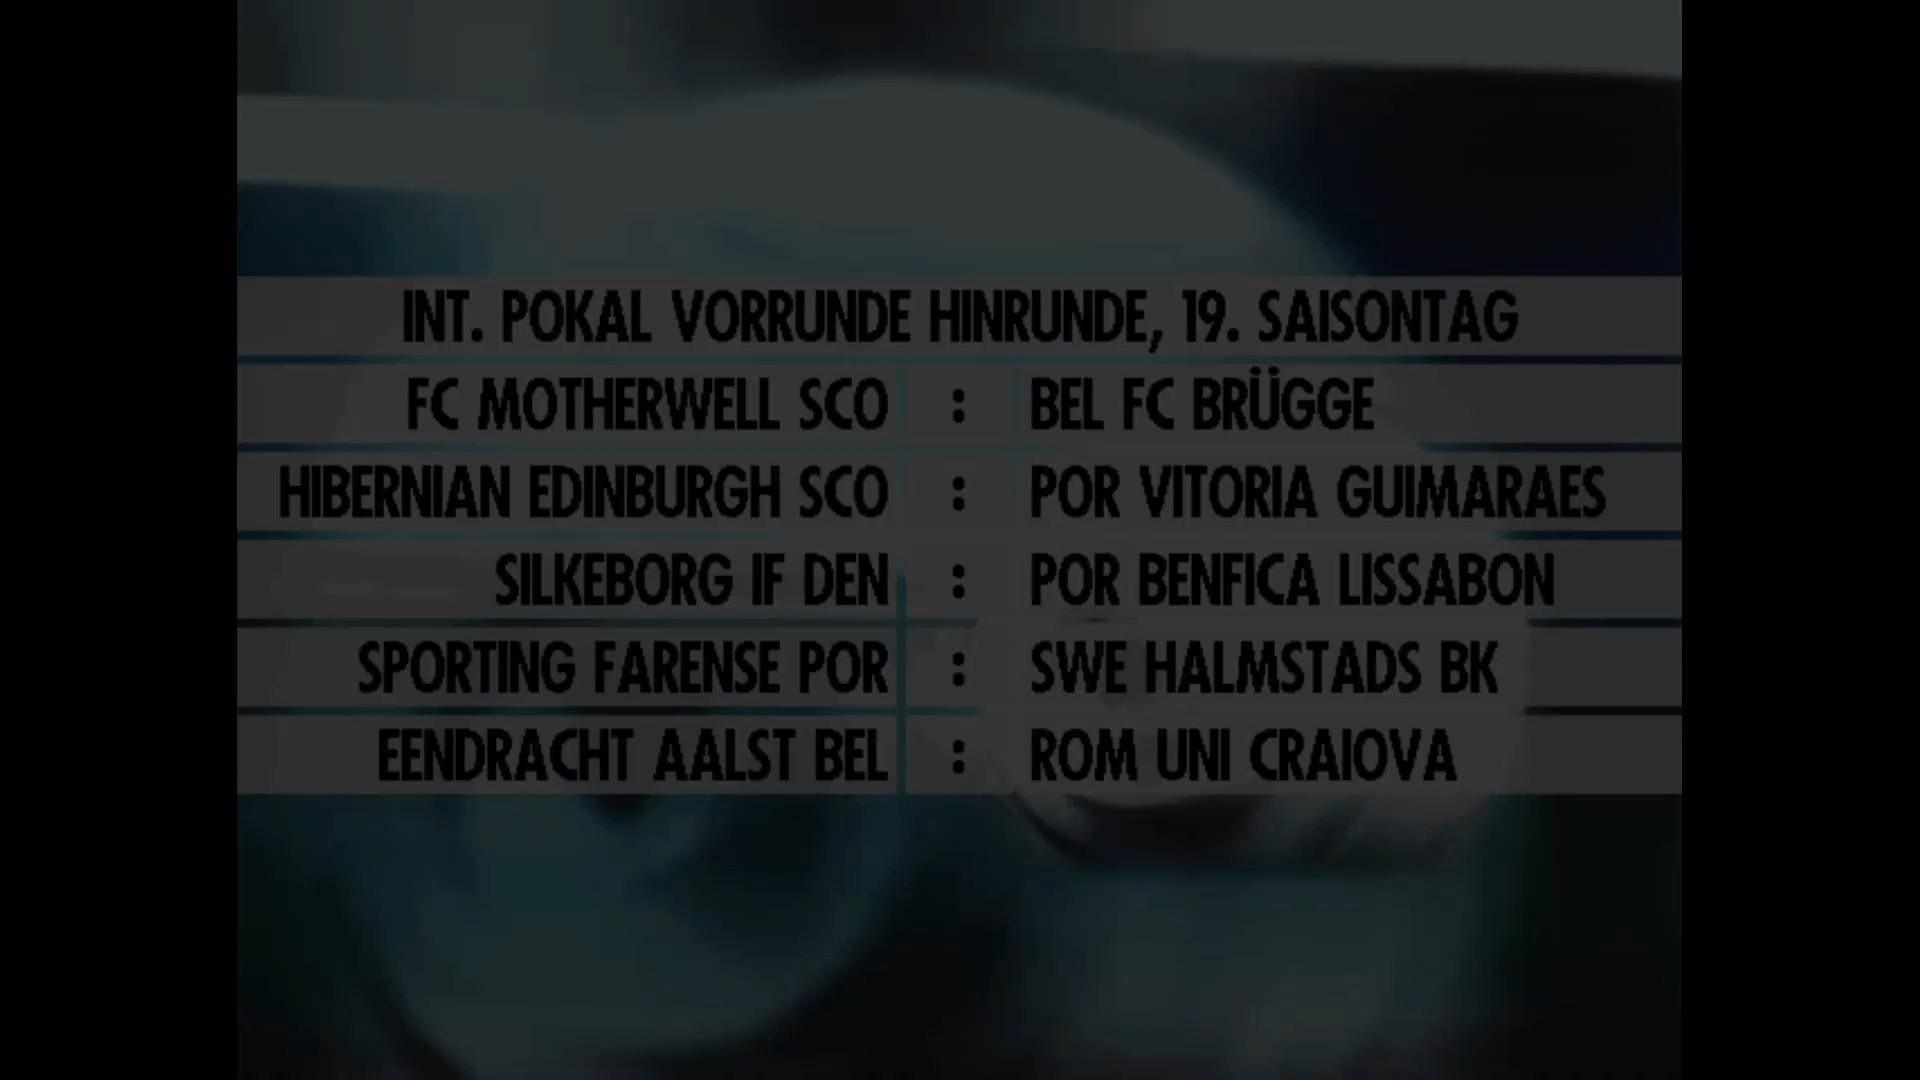 INT. POKAL VORRUNDE HINRUNDE, 19. SAISONTAG
FC MOTHERWELL SCO : BEL FC BRÜGGE
HIBERNIAN EDINBURGH SCO : POR VITORIA GUIMARAES
SILKEBORG IF DEN : POR BENFICA LISSABON
SPORTING FARENSE POR : SWE HALMSTADS BK
EENDRACHT AALST BEL : ROM UNI CRAIOVA